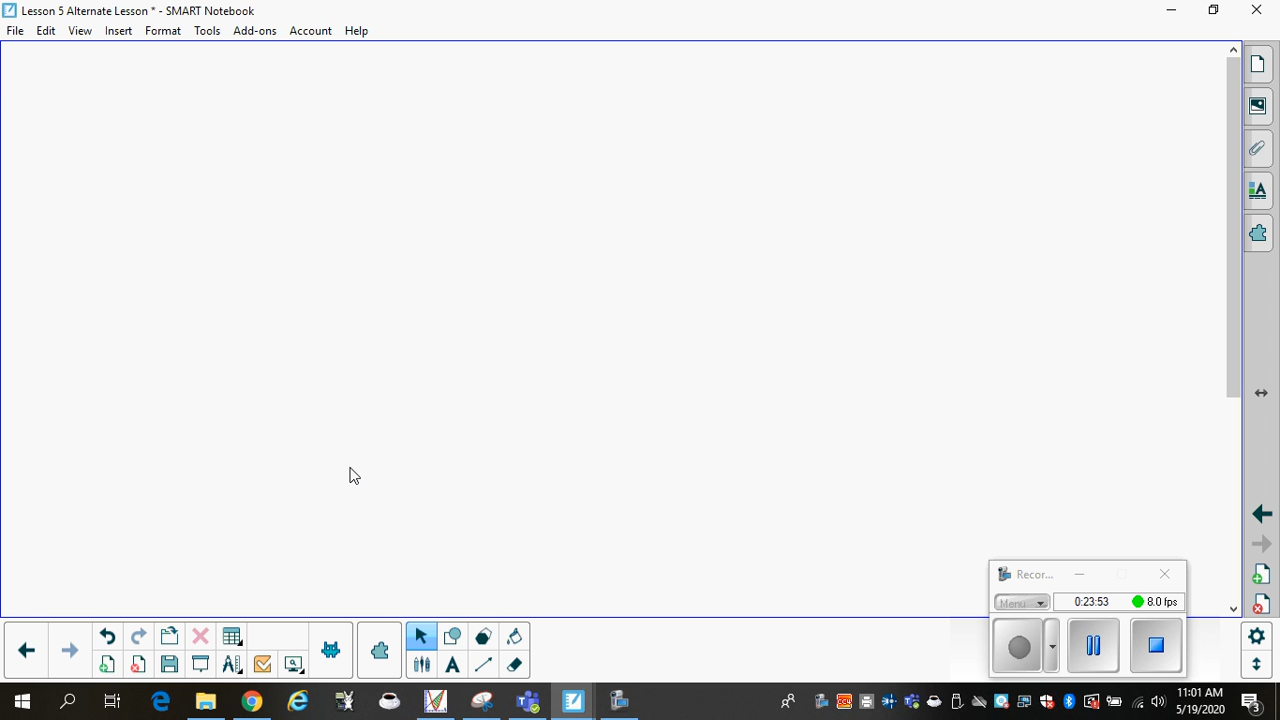 Lesson 5 Alternate Lesson * - SMART Notebook
File Edit View Insert Format Tools Add-ons Account Help
Recor...
Menu 0:23:53 8.0 fps
11:01 AM
5/19/2020